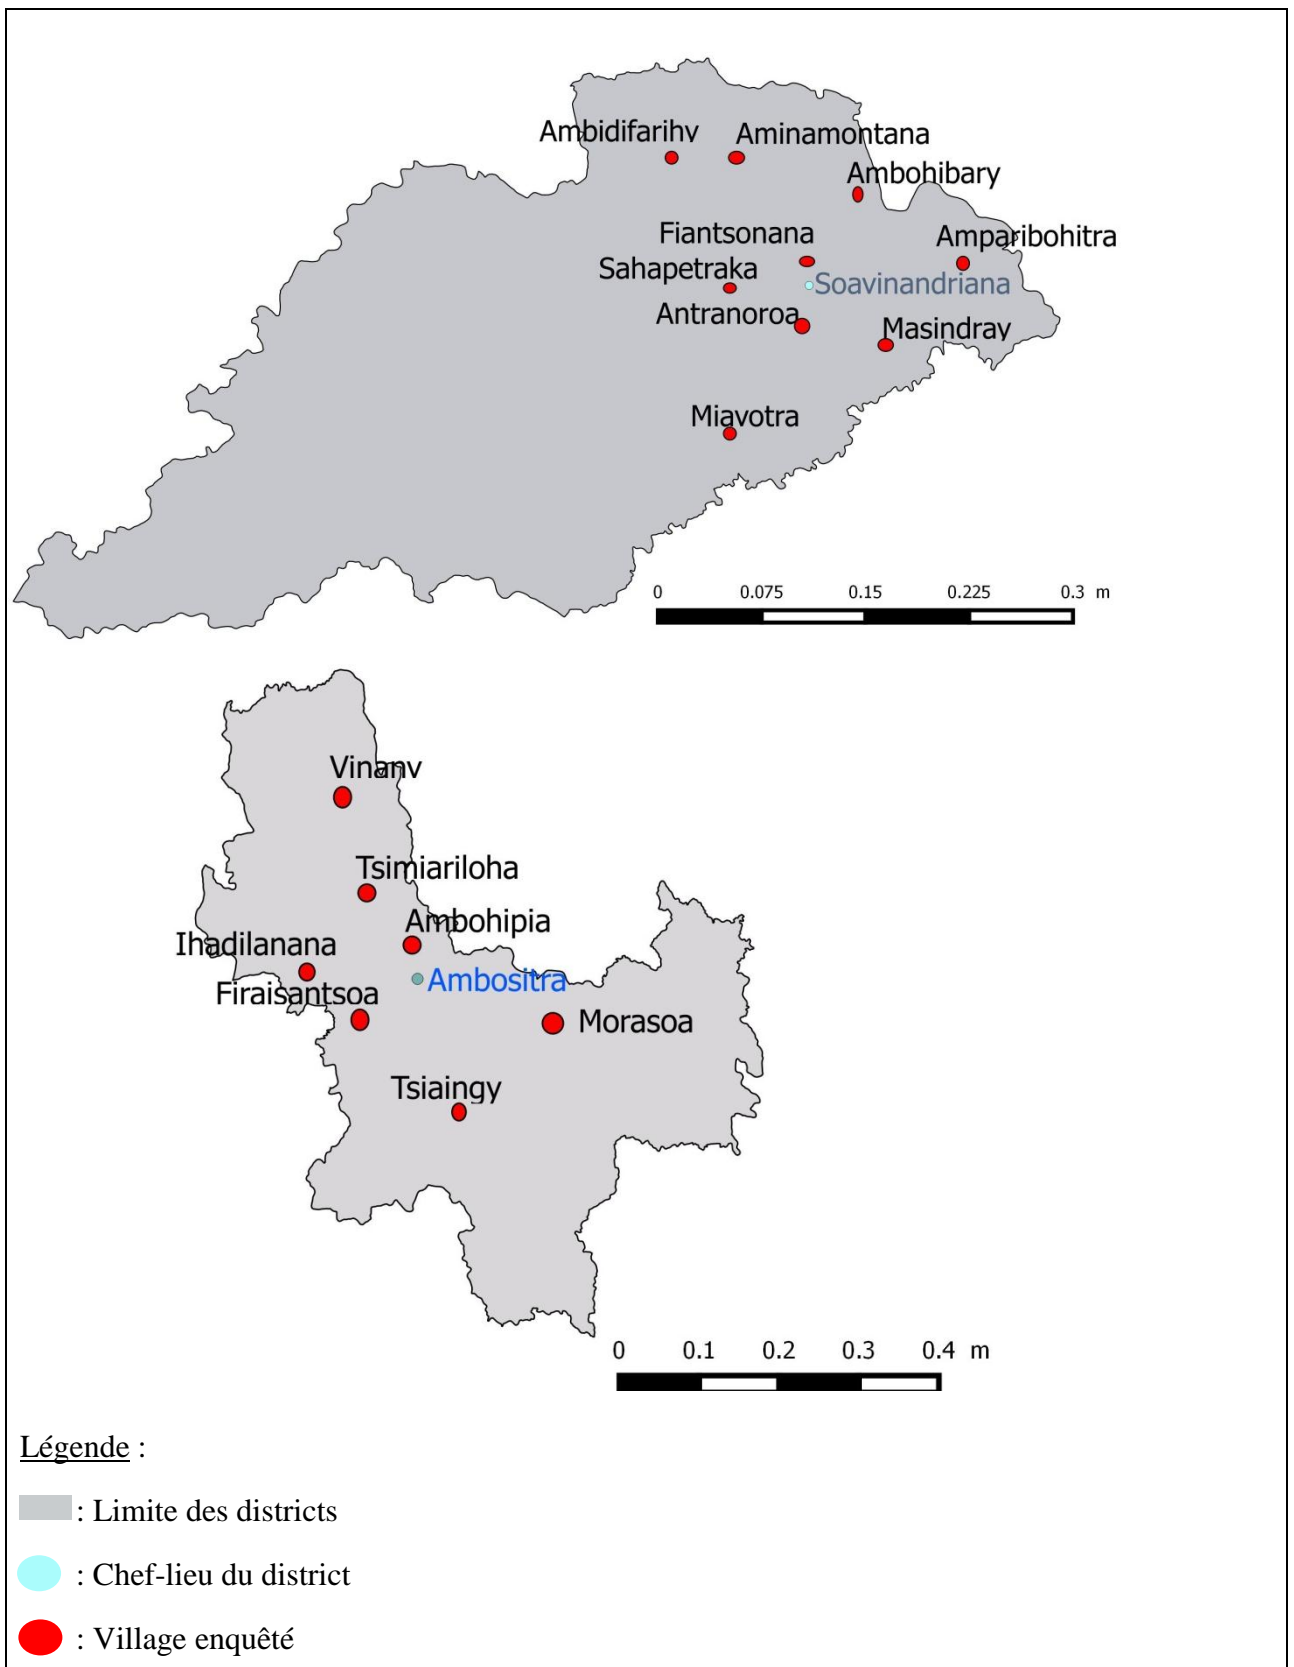 Ambidifarihy Aminamontana
Ambohibary
Fiantsonana Amparibohitra
Sahapetraka
Soavinandriana
Antranoroa
Masindray
Miavotra
0 0.075 0.15 0.225 0.3 m
Vinany
Tsimiariloha
Ambohipia
Ihadilanana
Ambositra
Firaisantsoa
Morasoa
Tsiaingy
0 0.1 0.2 0.3 0.4 m
Légende :
: Limite des districts
: Chef-lieu du district
: Village enquêté